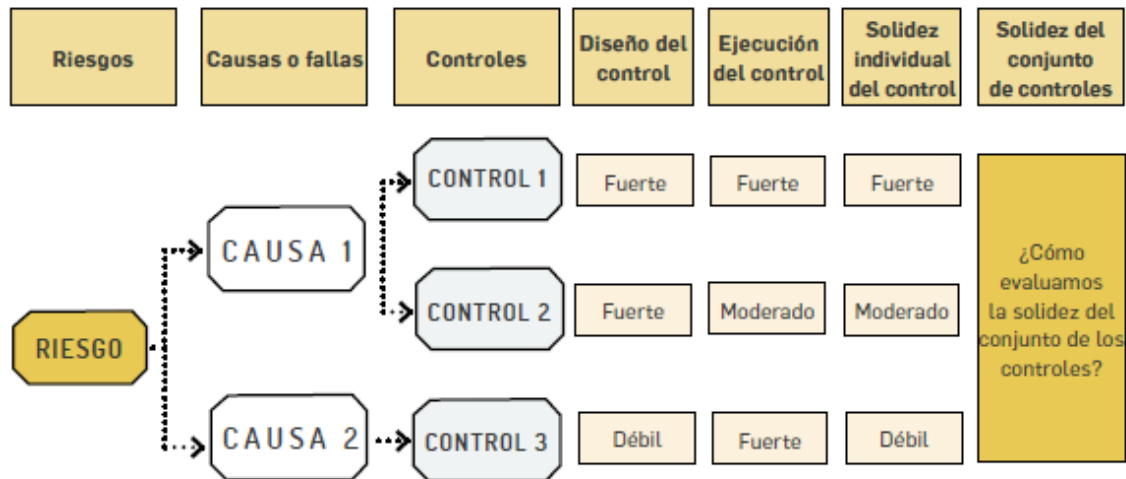 Riesgos
Causas o fallas
Controles
Diseño del
control
Ejecución
del control
Solidez
individual
del control
Solidez del
conjunto
de controles
RIESGO
CAUSA 1
CONTROL 1
Fuerte
Fuerte
Fuerte
CONTROL 2
Fuerte
Moderado
Moderado
CAUSA 2
CONTROL 3
Débil
Fuerte
Débil
¿Cómo
evaluamos
la solidez del
conjunto de los
controles?